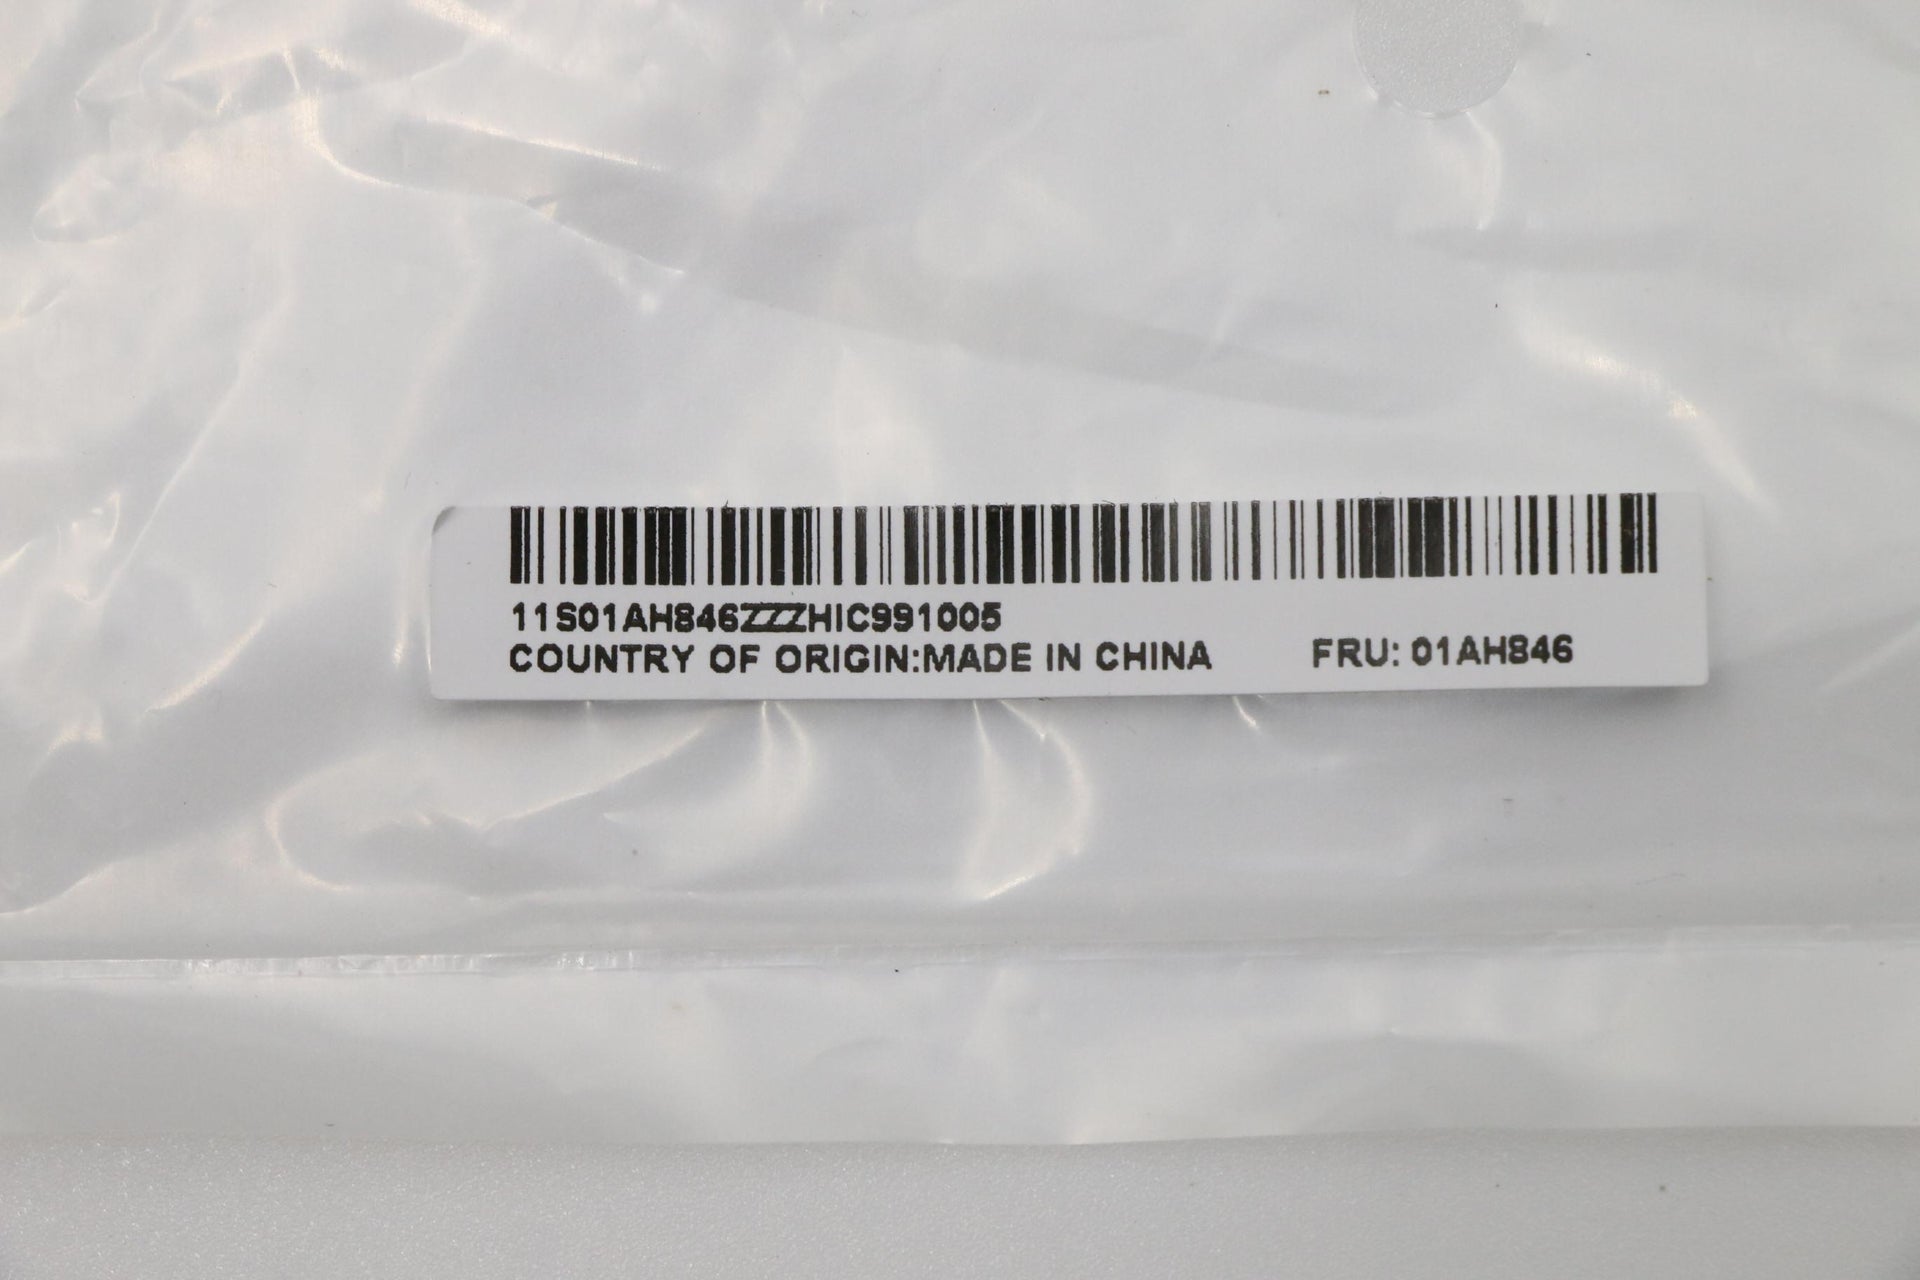 11S01AH846ZZZHIC991005
COUNTRY OF ORIGIN:MADE IN CHINA FRU: 01AH846